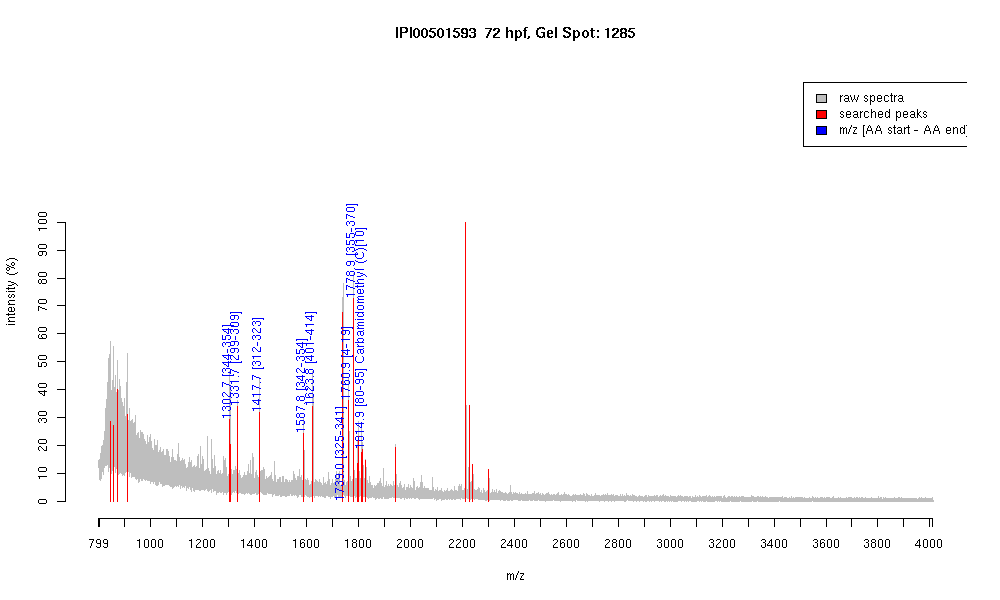 IPI00501593 72 hpf, Gel Spot: 1285
raw spectra
searched peaks
m/z [AA start - AA end]
1778.9 [355-370]
1814.9 [80-95] Carbamidomethyl (C)[10]
1302.7 [344-354]
1331.7 [299-309]
1417.7 [312-323]
1587.8 [342-354]
1623.8 [401-414]
1760.9 [4-19]
1739.0 [325-341]
intensity (%)
100
90
80
70
60
50
40
30
20
10
0
799 1000 1200 1400 1600 1800 2000 2200 2400 2600 2800 3000 3200 3400 3600 3800 4000
m/z